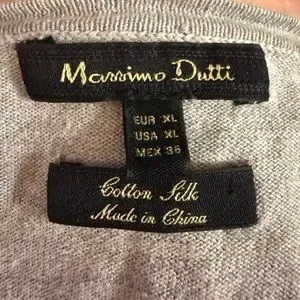 Massimo Dutti
EUR XL
USA XL
MEX 36
Cotton Silk
Made in China